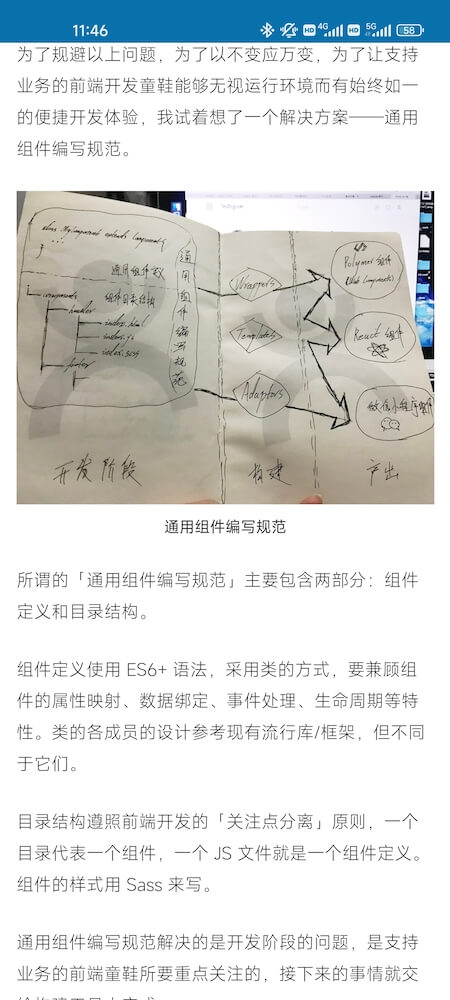 11:46
HD 4G HD 5G 58
为了规避以上问题，为了以不变应万变，为了让支持
业务的前端开发童鞋能够无视运行环境而有始终如一
的便捷开发体验，我试着想了一个解决方案——通用
组件编写规范。
class MyComponent extends Component {
...
}
通用组件定义
components
组件目录结构
header
index.html
index.js
index.scss
footer
通用组件编写规范
Wrappers
Templates
Adaptors
</>
Polymer 组件
(Web Components)
React 组件
微信小程序组件
开发阶段
构建
产出
通用组件编写规范
所谓的「通用组件编写规范」主要包含两部分：组件
定义和目录结构。
组件定义使用 ES6+ 语法，采用类的方式，要兼顾组
件的属性映射、数据绑定、事件处理、生命周期等特
性。类的各成员的设计参考现有流行库/框架，但不同
于它们。
目录结构遵照前端开发的「关注点分离」原则，一个
目录代表一个组件，一个 JS 文件就是一个组件定义。
组件的样式用 Sass 来写。
通用组件编写规范解决的是开发阶段的问题，是支持
业务的前端童鞋所要重点关注的，接下来的事情就交